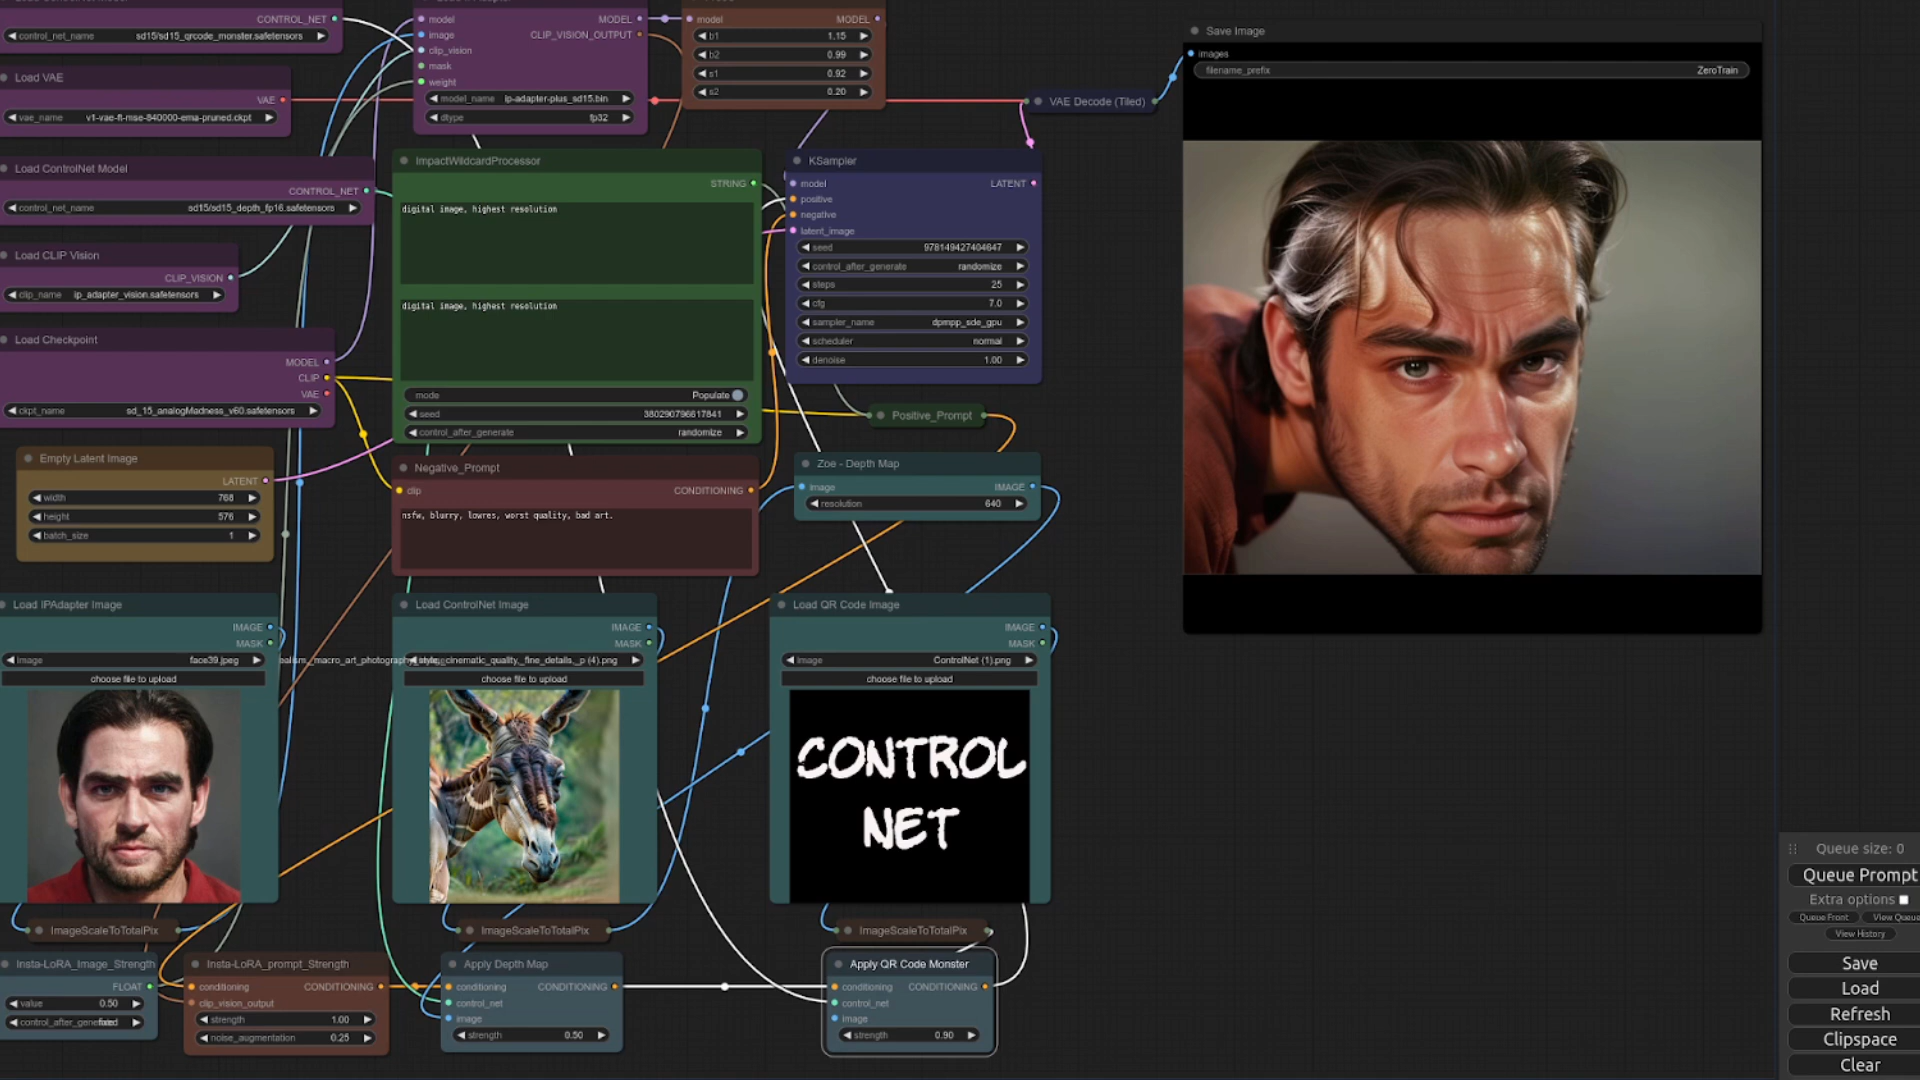 CONTROL_NET
control_net_name sd15/sd15_qrcode_monster.safetensors
Load VAE
VAE
vae_name v1-vae-ft-mse-840000-ema-pruned.ckpt
Load ControlNet Model
CONTROL_NET
control_net_name sd15/sd15_depth_fp16.safetensors
Load CLIP Vision
CLIP_VISION
clip_name ip_adapter_vision.safetensors
Load Checkpoint
MODEL
CLIP
VAE
ckpt_name sd_15_analogMadness_v60.safetensors
Empty Latent Image
LATENT
width 768
height 576
batch_size 1
model MODEL
image CLIP_VISION_OUTPUT
clip_vision
mask
weight
model_name ip-adapter-plus_sd15.bin
dtype fp32
model MODEL
b1 1.15
b2 0.99
s1 0.92
s2 0.20
ImpactWildcardProcessor
STRING
digital image, highest resolution
digital image, highest resolution
mode Populate
seed 380290796617841
control_after_generate randomize
Negative_Prompt
clip CONDITIONING
nsfw, blurry, lowres, worst quality, bad art.
KSampler
model LATENT
positive
negative
latent_image
seed 978149427404647
control_after_generate randomize
steps 25
cfg 7.0
sampler_name dpmpp_sde_gpu
scheduler normal
denoise 1.00
Positive_Prompt
Zoe - Depth Map
image IMAGE
resolution 640
VAE Decode (Tiled)
Save Image
images
filename_prefix ZeroTrain
Load IPAdapter Image
IMAGE
MASK
image face39.jpeg
choose file to upload
Load ControlNet Image
IMAGE
MASK
_macro_art_photography_style,_cinematic_quality,_fine_details,_p (4).png
choose file to upload
Load QR Code Image
IMAGE
MASK
image ControlNet (1).png
choose file to upload
CONTROL
NET
ImageScaleToTotalPix
ImageScaleToTotalPix
ImageScaleToTotalPix
Insta-LoRA_Image_Strength
FLOAT
value 0.50
control_after_generate fixed
Insta-LoRA_prompt_Strength
conditioning CONDITIONING
clip_vision_output
strength 1.00
noise_augmentation 0.25
Apply Depth Map
conditioning CONDITIONING
control_net
image
strength 0.50
Apply QR Code Monster
conditioning CONDITIONING
control_net
image
strength 0.90
Queue size: 0
Queue Prompt
Extra options
Queue Front View Queue
View History
Save
Load
Refresh
Clipspace
Clear